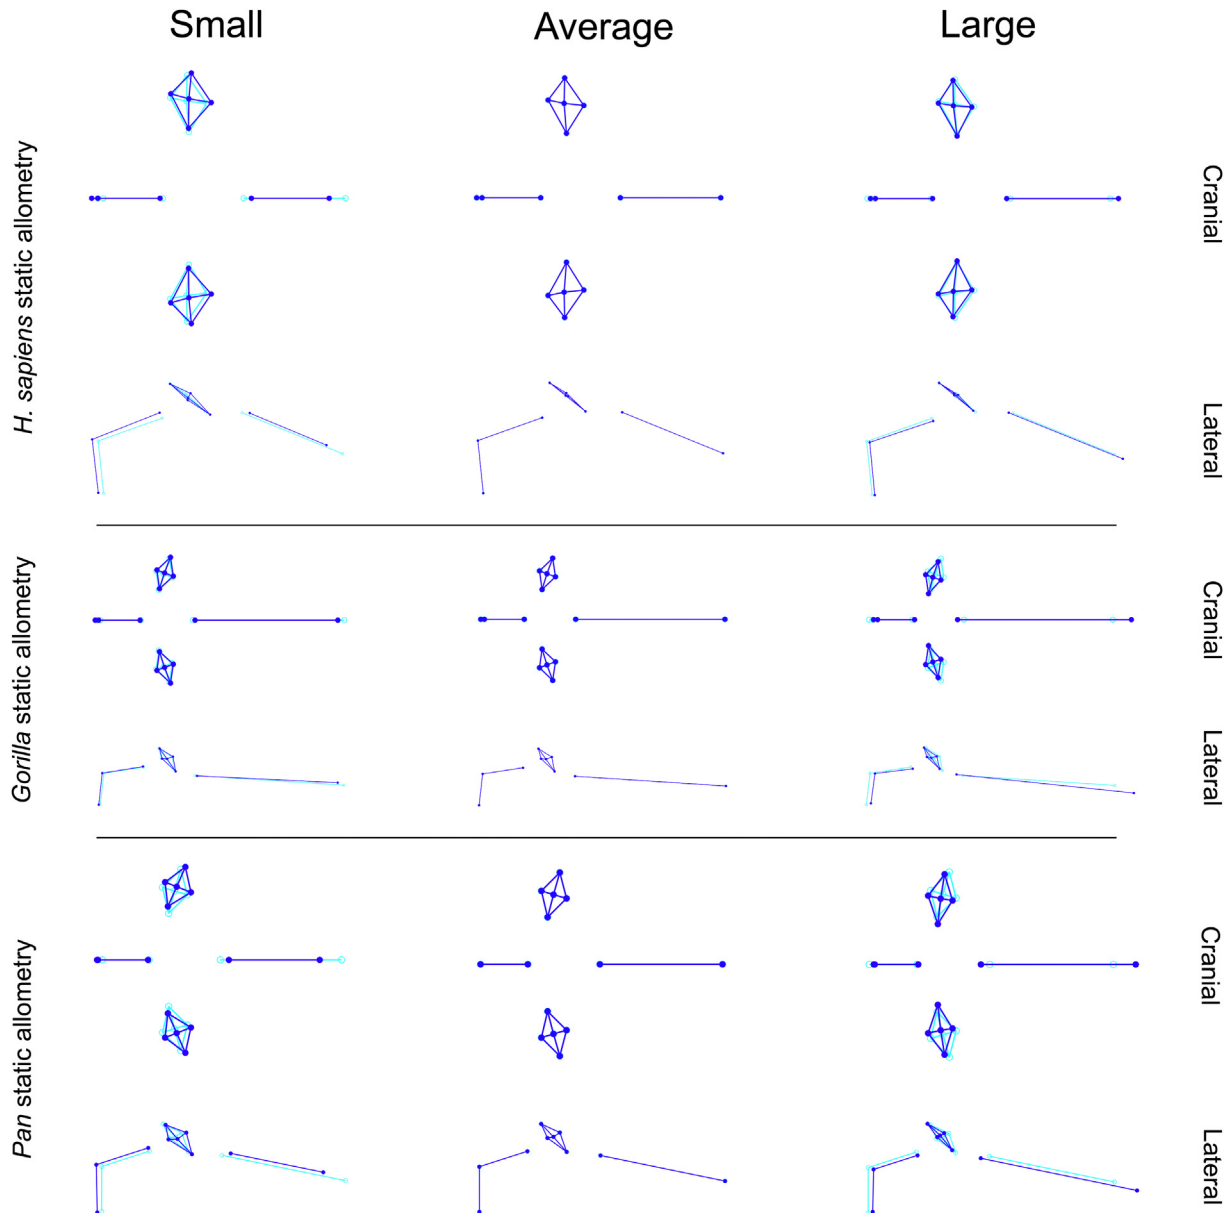 Small
Average
Large
H. sapiens static allometry
Cranial
Lateral
Gorilla static allometry
Cranial
Lateral
Pan static allometry
Cranial
Lateral